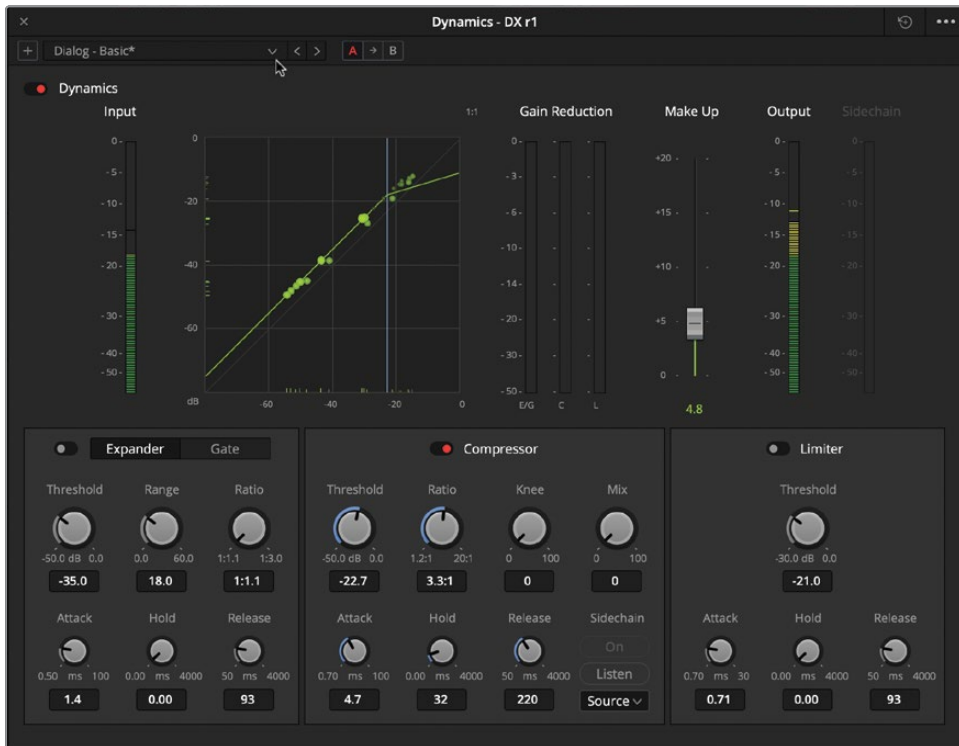 Dynamics - DX r1
Dialog - Basic*
A
B
Dynamics
Input
1:1
Gain Reduction
Make Up
Output
Sidechain
0 -
- 5 -
- 10 -
- 15 -
- 20 -
- 30 -
- 40 -
- 50 -
0
-20
-40
-60
dB
-60
-40
-20
0
0 -
- 3 -
- 6 -
- 10 -
- 14 -
- 20 -
- 30 -
- 50 -
E/G
C
L
+20
+15
+10
+5
0
4.8
0 -
- 5 -
- 10 -
- 15 -
- 20 -
- 30 -
- 40 -
- 50 -
0 -
- 5 -
- 10 -
- 15 -
- 20 -
- 30 -
- 40 -
- 50 -
Expander
Gate
Threshold
Range
Ratio
-50.0 dB 0.0
0.0 60.0
1:1.1 1:3.0
-35.0
18.0
1:1.1
Attack
Hold
Release
0.50 ms 100
0.00 ms 4000
50 ms 4000
1.4
0.00
93
Compressor
Threshold
Ratio
Knee
Mix
-50.0 dB 0.0
1.2:1 20:1
0 100
0 100
-22.7
3.3:1
0
0
Attack
Hold
Release
Sidechain
On
Listen
Source
0.70 ms 100
0.00 ms 4000
50 ms 4000
4.7
32
220
Limiter
Threshold
-30.0 dB 0.0
-21.0
Attack
Hold
Release
0.70 ms 30
0.00 ms 4000
50 ms 4000
0.71
0.00
93